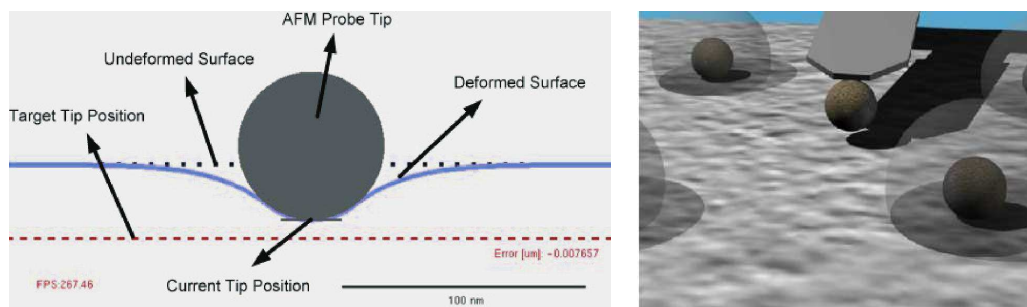 AFM Probe Tip
Undeformed Surface
Deformed Surface
Target Tip Position
Error [um]: -0.007657
FPS:267.46
Current Tip Position
100 nm